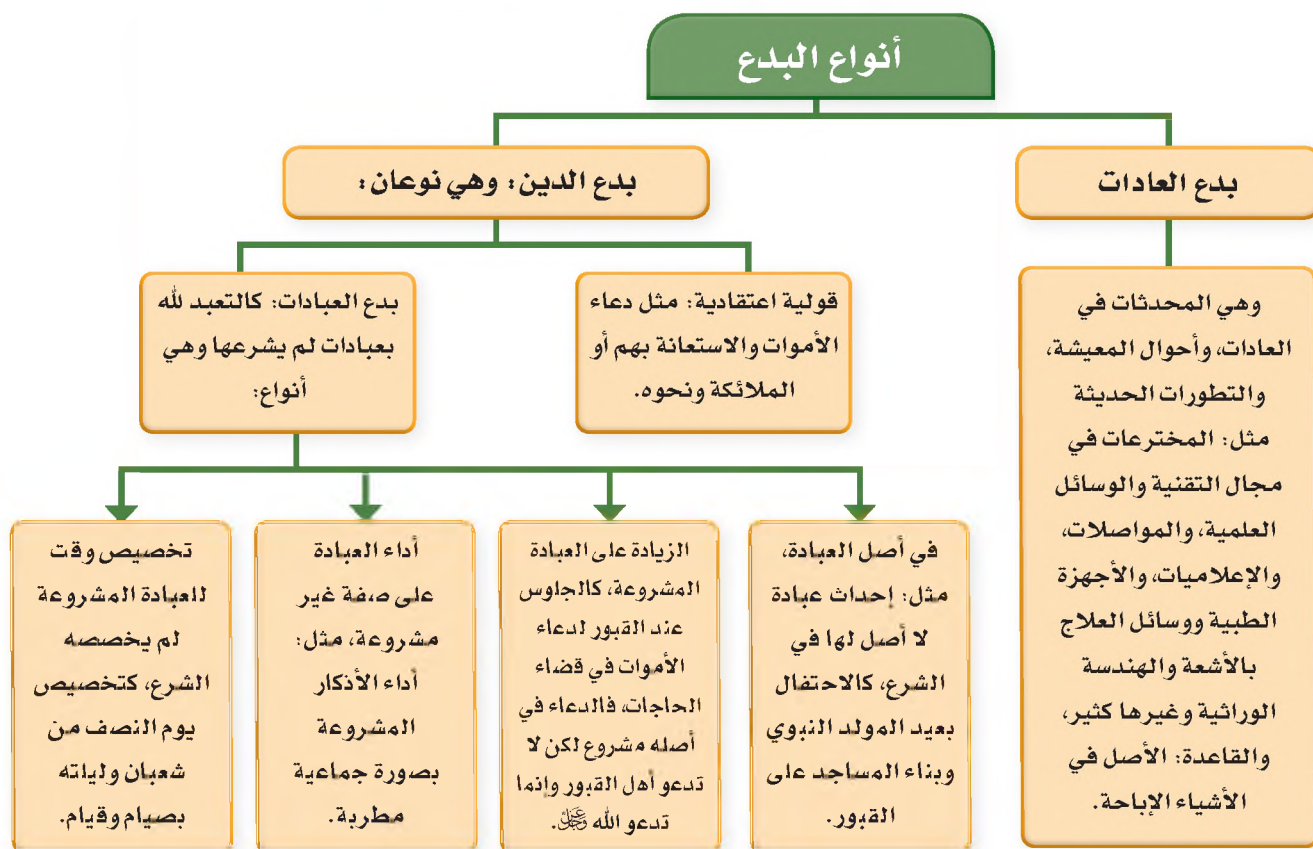 أنواع البدع
بدع العادات
وهي المحدثات في
العادات، وأحوال المعيشة،
والتطورات الحديثة
مثل: المخترعات في
مجال التقنية والوسائل
العلمية، والمواصلات،
والإعلاميات، والأجهزة
الطبية ووسائل العلاج
بالأشعة والهندسة
الوراثية وغيرها كثير،
والقاعدة: الأصل في
الأشياء الإباحة.
بدع الدين: وهي نوعان:
قولية اعتقادية: مثل دعاء
الأموات والاستعانة بهم أو
الملائكة ونحوه.
بدع العبادات: كالتعبد لله
بعبادات لم يشرعها وهي
أنواع:
في أصل العبادة،
مثل: إحداث عبادة
لا أصل لها في
الشرع، كالاحتفال
بعيد المولد النبوي
وبناء المساجد على
القبور.
الزيادة على العبادة
المشروعة، كالجلوس
عند القبور لدعاء
الأموات في قضاء
الحاجات، فالدعاء في
أصله مشروع لكن لا
تدعو أهل القبور وإنما
تدعو الله عز وجل.
أداء العبادة
على صفة غير
مشروعة، مثل:
أداء الأذكار
المشروعة
بصورة جماعية
مطربة.
تخصيص وقت
للعبادة المشروعة
لم يخصصه
الشرع، كتخصيص
يوم النصف من
شعبان وليلته
بصيام وقيام.